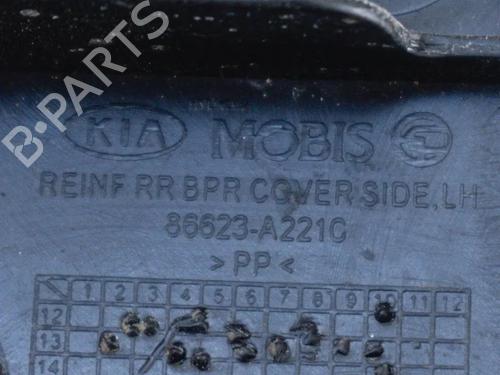 KIA MOBIS
REINF RR BPR COVER SIDE, LH
86623-A221C
>PP<
1 2 3 4 5 6 7 8 9 10 11 12
12
13
14
B-PARTS